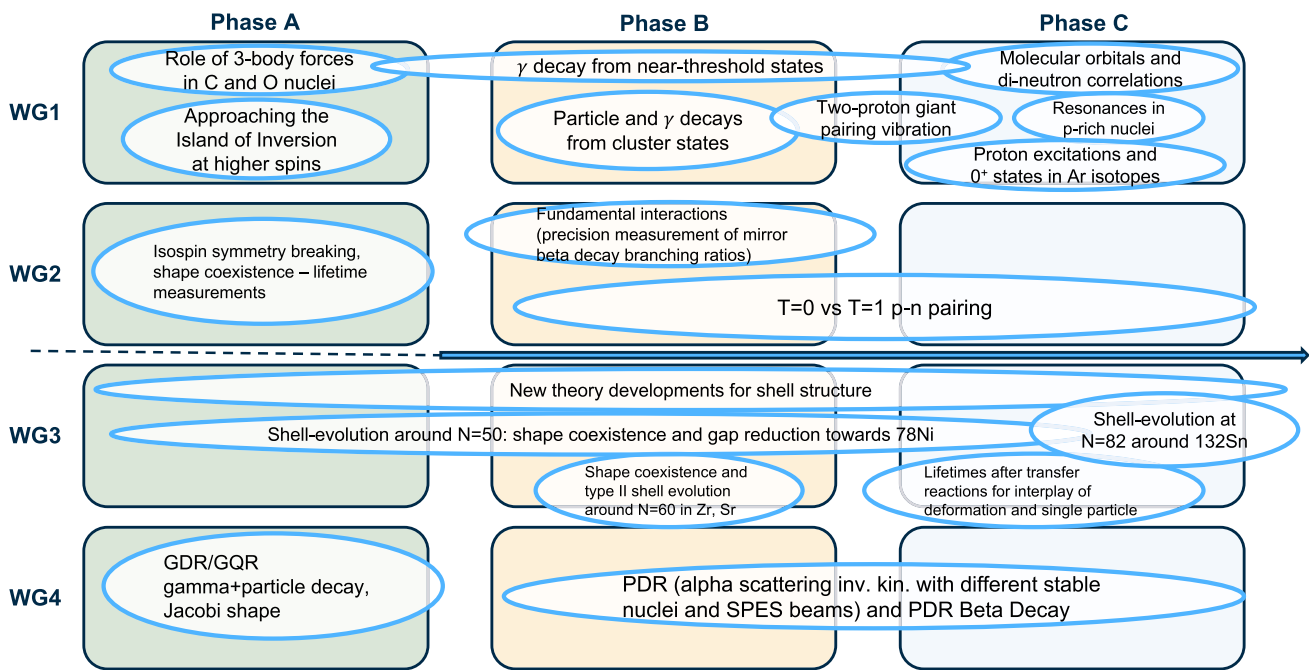 Phase A
Phase B
Phase C
WG1
Role of 3-body forces
in C and O nuclei
γ decay from near-threshold states
Molecular orbitals and
di-neutron correlations
Approaching the
Island of Inversion
at higher spins
Particle and γ decays
from cluster states
Two-proton giant
pairing vibration
Resonances in
p-rich nuclei
Proton excitations and
0⁺ states in Ar isotopes
WG2
Isospin symmetry breaking,
shape coexistence – lifetime
measurements
Fundamental interactions
(precision measurement of mirror
beta decay branching ratios)
T=0 vs T=1 p-n pairing
WG3
New theory developments for shell structure
Shell-evolution around N=50: shape coexistence and gap reduction towards 78Ni
Shell-evolution at
N=82 around 132Sn
Shape coexistence and
type II shell evolution
around N=60 in Zr, Sr
Lifetimes after transfer
reactions for interplay of
deformation and single particle
WG4
GDR/GQR
gamma+particle decay,
Jacobi shape
PDR (alpha scattering inv. kin. with different stable
nuclei and SPES beams) and PDR Beta Decay